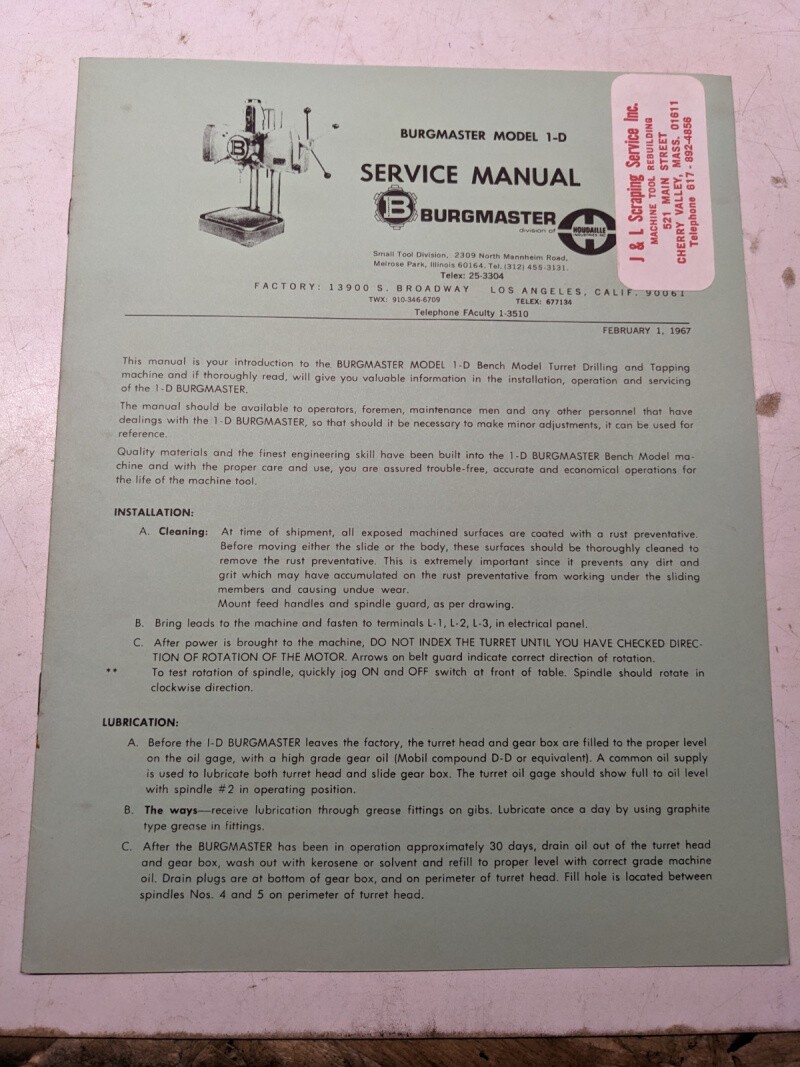 BURGMASTER MODEL 1-D
SERVICE MANUAL
B
B BURGMASTER
division of HOUDAILLE
INDUSTRIES, INC.
Small Tool Division, 2309 North Mannheim Road,
Melrose Park, Illinois 60164, Tel. (312) 455-3131.
Telex: 25-3304
FACTORY: 13900 S. BROADWAY LOS ANGELES, CALIF. 90061
TWX: 910-346-6709 TELEX: 677134
Telephone FAculty 1-3510
J & L Scraping Service Inc.
MACHINE TOOL REBUILDING
521 MAIN STREET
CHERRY VALLEY, MASS. 01611
Telephone 617 - 892-4856
FEBRUARY 1, 1967
This manual is your introduction to the BURGMASTER MODEL 1-D Bench Model Turret Drilling and Tapping
machine and if thoroughly read, will give you valuable information in the installation, operation and servicing
of the 1-D BURGMASTER.
The manual should be available to operators, foremen, maintenance men and any other personnel that have
dealings with the 1-D BURGMASTER, so that should it be necessary to make minor adjustments, it can be used for
reference.
Quality materials and the finest engineering skill have been built into the 1-D BURGMASTER Bench Model ma-
chine and with the proper care and use, you are assured trouble-free, accurate and economical operations for
the life of the machine tool.
INSTALLATION:
A. Cleaning: At time of shipment, all exposed machined surfaces are coated with a rust preventative.
Before moving either the slide or the body, these surfaces should be thoroughly cleaned to
remove the rust preventative. This is extremely important since it prevents any dirt and
grit which may have accumulated on the rust preventative from working under the sliding
members and causing undue wear.
Mount feed handles and spindle guard, as per drawing.
B. Bring leads to the machine and fasten to terminals L-1, L-2, L-3, in electrical panel.
C. After power is brought to the machine, DO NOT INDEX THE TURRET UNTIL YOU HAVE CHECKED DIREC-
TION OF ROTATION OF THE MOTOR. Arrows on belt guard indicate correct direction of rotation.
** To test rotation of spindle, quickly jog ON and OFF switch at front of table. Spindle should rotate in
clockwise direction.
LUBRICATION:
A. Before the I-D BURGMASTER leaves the factory, the turret head and gear box are filled to the proper level
on the oil gage, with a high grade gear oil (Mobil compound D-D or equivalent). A common oil supply
is used to lubricate both turret head and slide gear box. The turret oil gage should show full to oil level
with spindle #2 in operating position.
B. The ways—receive lubrication through grease fittings on gibs. Lubricate once a day by using graphite
type grease in fittings.
C. After the BURGMASTER has been in operation approximately 30 days, drain oil out of the turret head
and gear box, wash out with kerosene or solvent and refill to proper level with correct grade machine
oil. Drain plugs are at bottom of gear box, and on perimeter of turret head. Fill hole is located between
spindles Nos. 4 and 5 on perimeter of turret head.